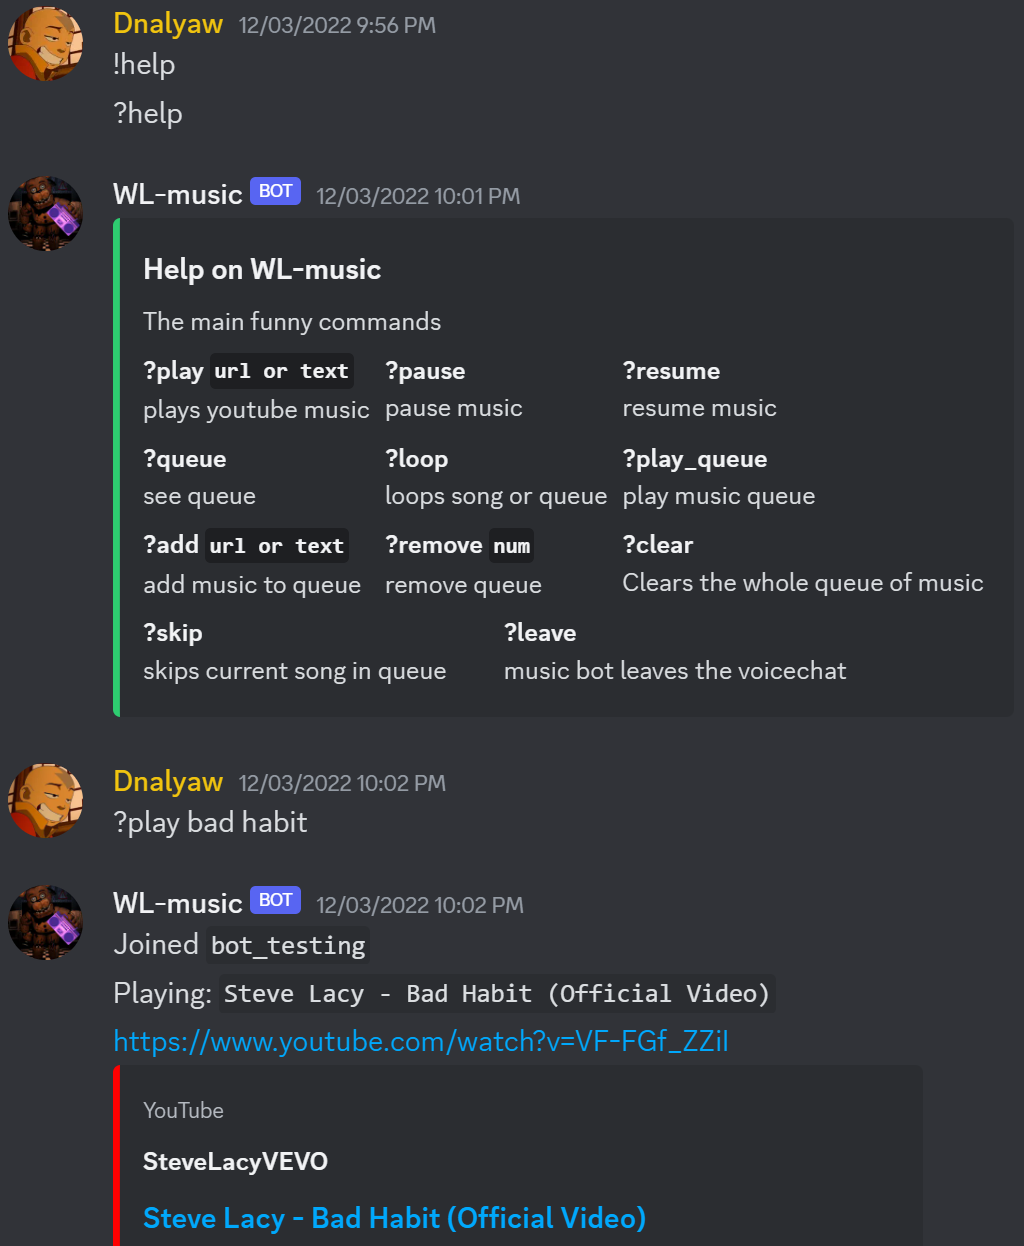 Dnalyaw 12/03/2022 9:56 PM
!help
?help
WL-music BOT 12/03/2022 10:01 PM
Help on WL-music
The main funny commands
?play url or text ?pause ?resume
plays youtube music pause music resume music
?queue ?loop ?play_queue
see queue loops song or queue play music queue
?add url or text ?remove num ?clear
add music to queue remove queue Clears the whole queue of music
?skip ?leave
skips current song in queue music bot leaves the voicechat
Dnalyaw 12/03/2022 10:02 PM
?play bad habit
WL-music BOT 12/03/2022 10:02 PM
Joined bot_testing
Playing: Steve Lacy - Bad Habit (Official Video)
https://www.youtube.com/watch?v=VF-FGf_ZZiI
YouTube
SteveLacyVEVO
Steve Lacy - Bad Habit (Official Video)